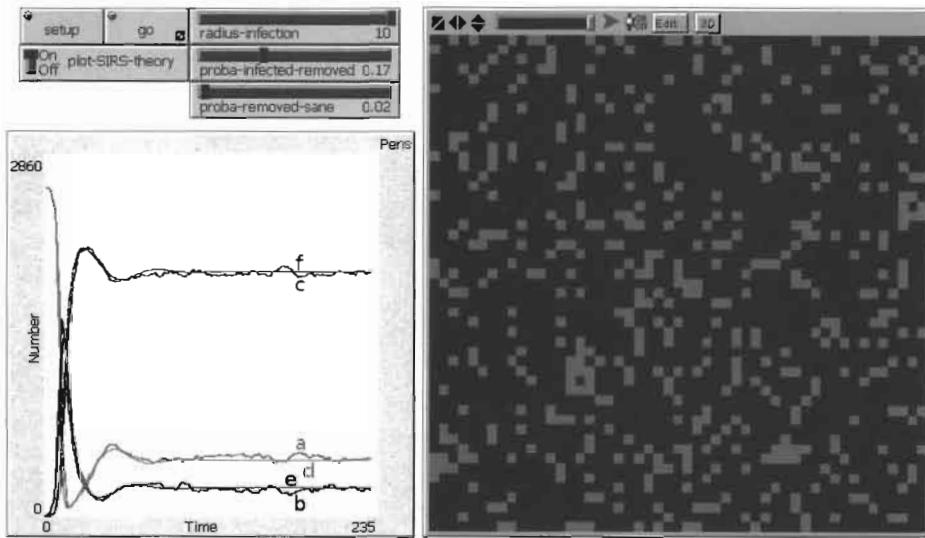 setup
go
radius-infection 10
On
Off
plot-SIRS-theory
proba-infected-removed 0.17
proba-removed-sane 0.02
Edit
3D
Pens
2860
Number
f
c
a
d
e
b
0
0 Time 235